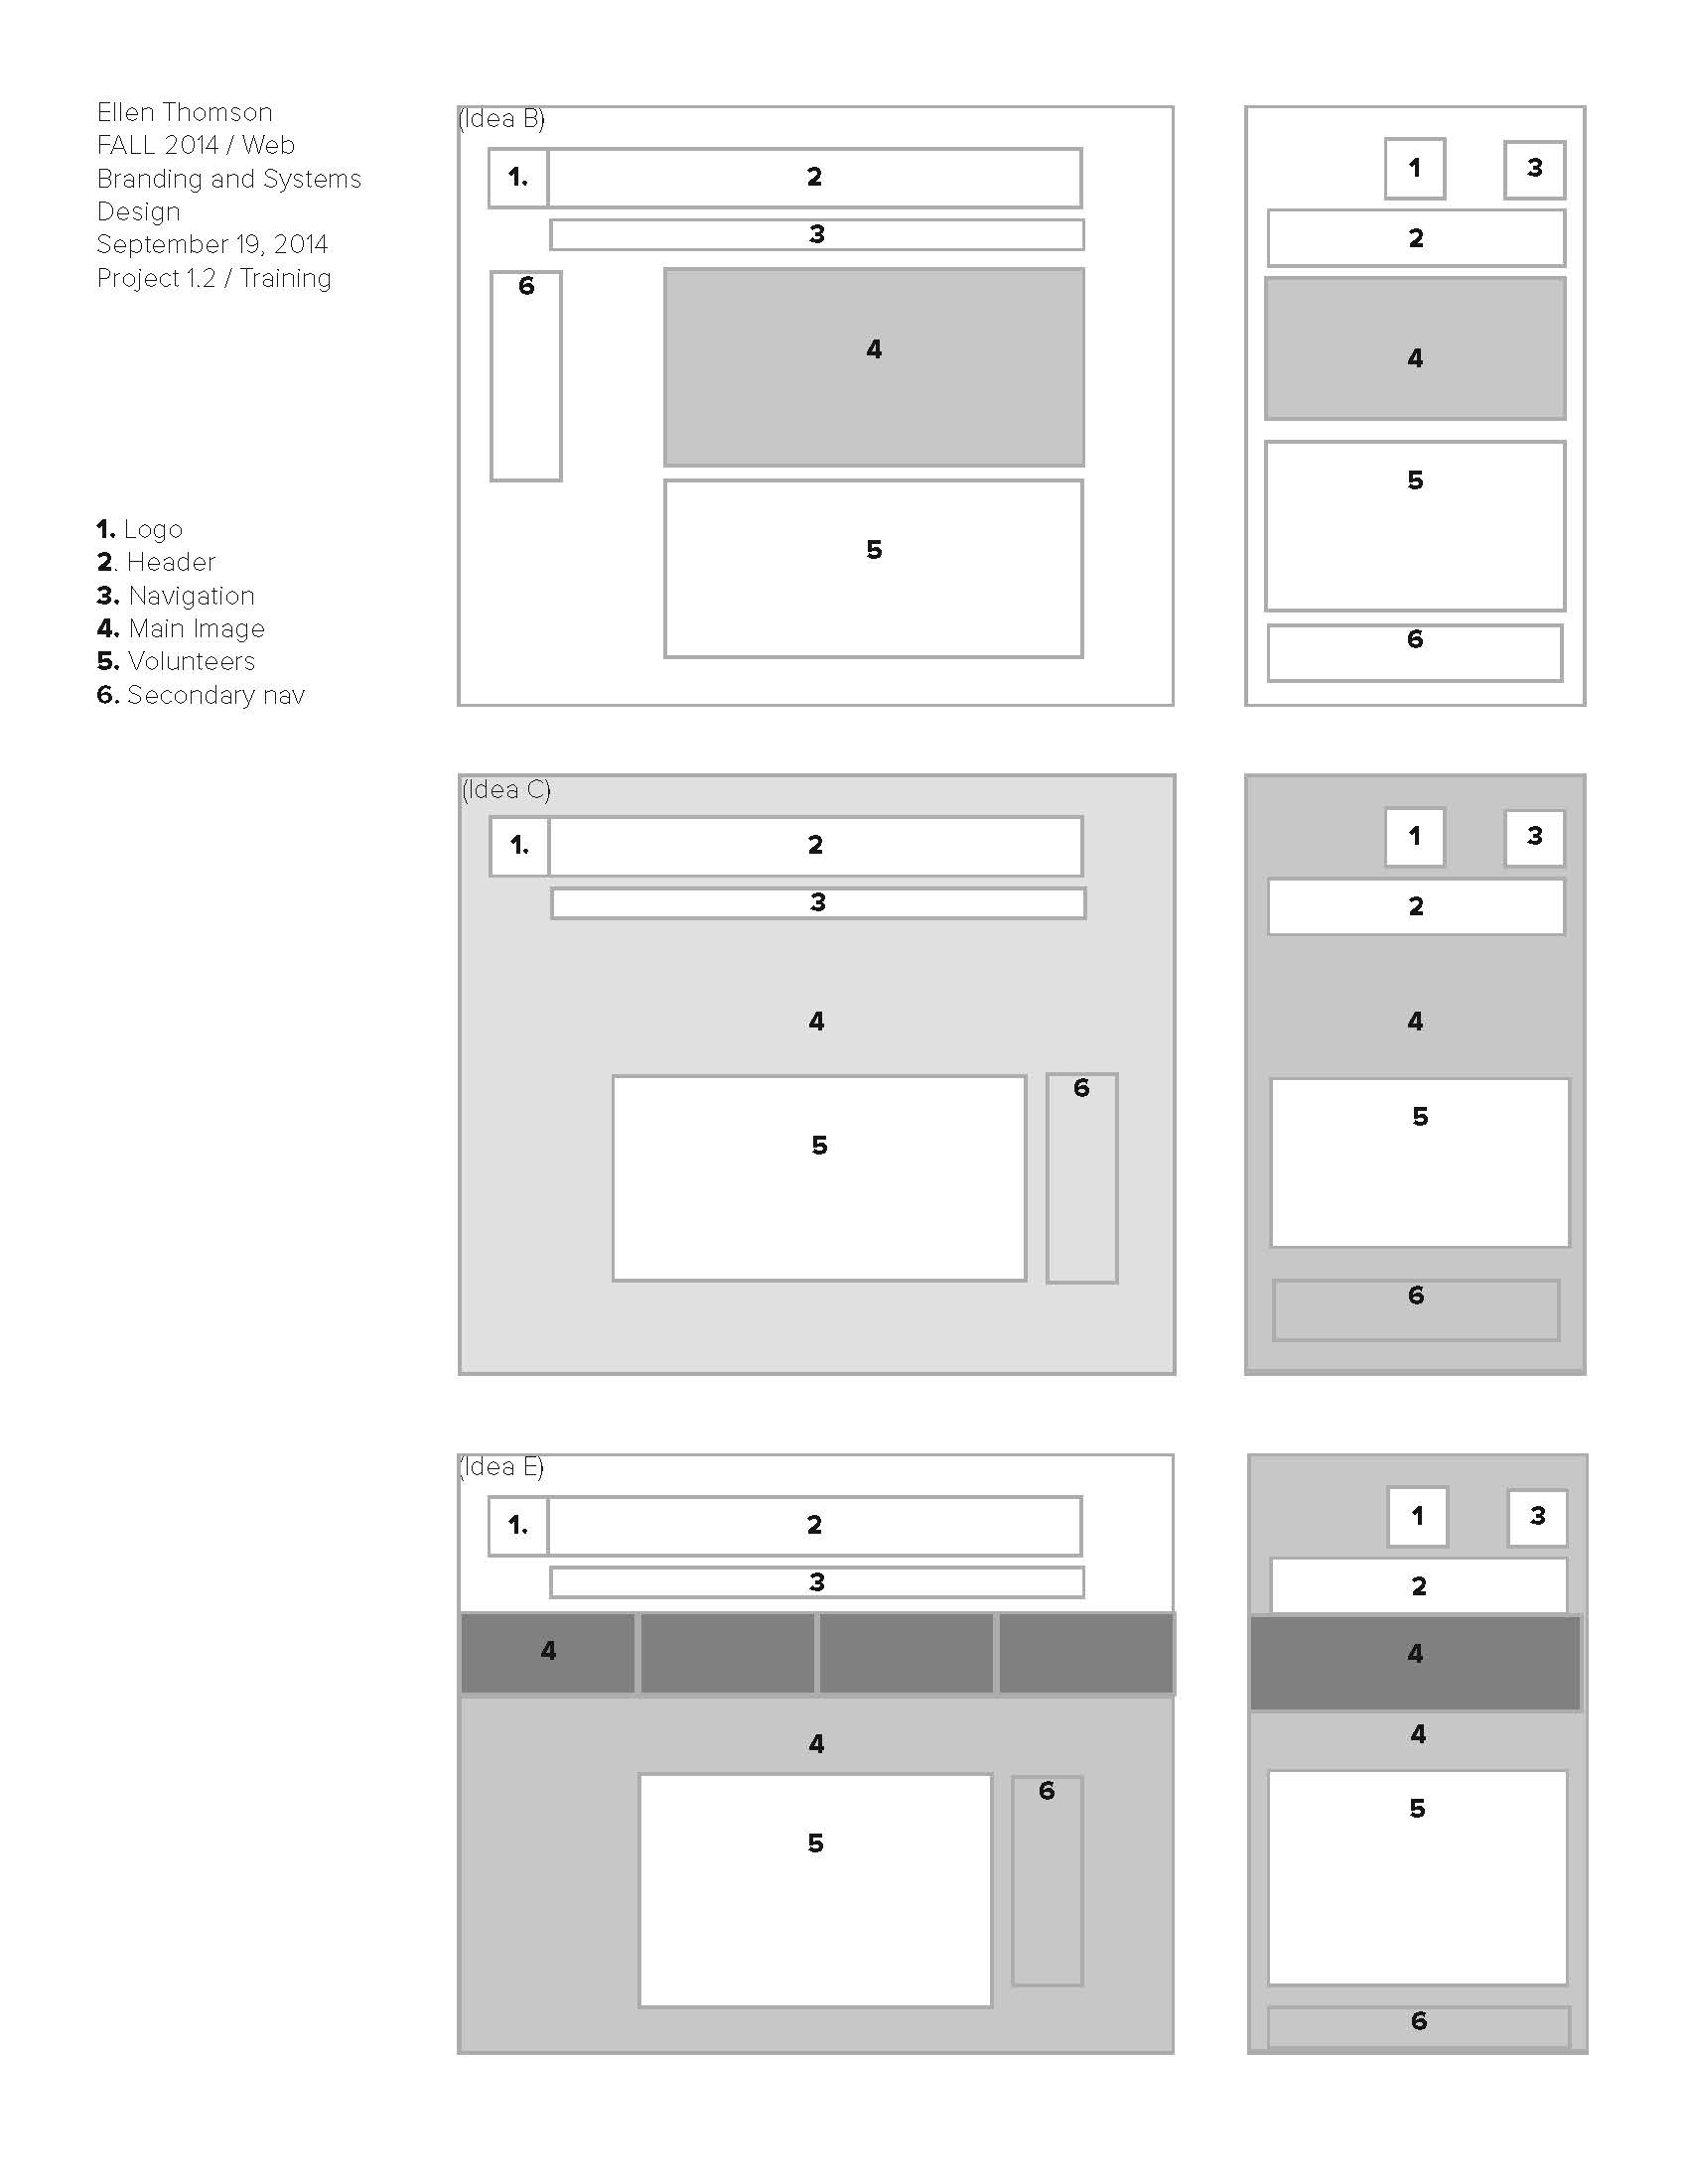 Ellen Thomson
FALL 2014 / Web
Branding and Systems
Design
September 19, 2014
Project 1.2 / Training
1. Logo
2. Header
3. Navigation
4. Main Image
5. Volunteers
6. Secondary nav
(Idea B)
1.
2
3
6
4
5
1
3
2
4
5
6
(Idea C)
1.
2
3
4
5
6
1
3
2
4
5
6
(Idea E)
1.
2
3
4
4
5
6
1
3
2
4
4
5
6